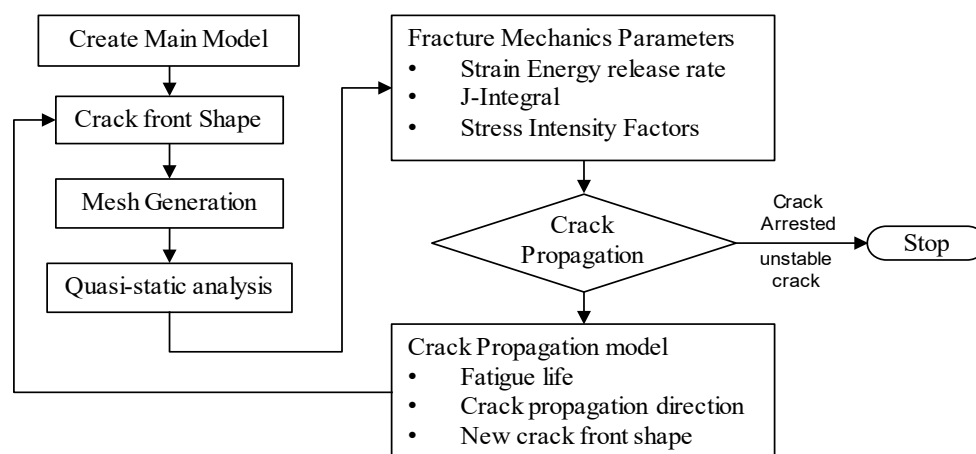 Create Main Model
Crack front Shape
Mesh Generation
Quasi-static analysis
Fracture Mechanics Parameters
• Strain Energy release rate
• J-Integral
• Stress Intensity Factors
Crack
Propagation
Crack
Arrested
unstable
crack
Stop
Crack Propagation model
• Fatigue life
• Crack propagation direction
• New crack front shape